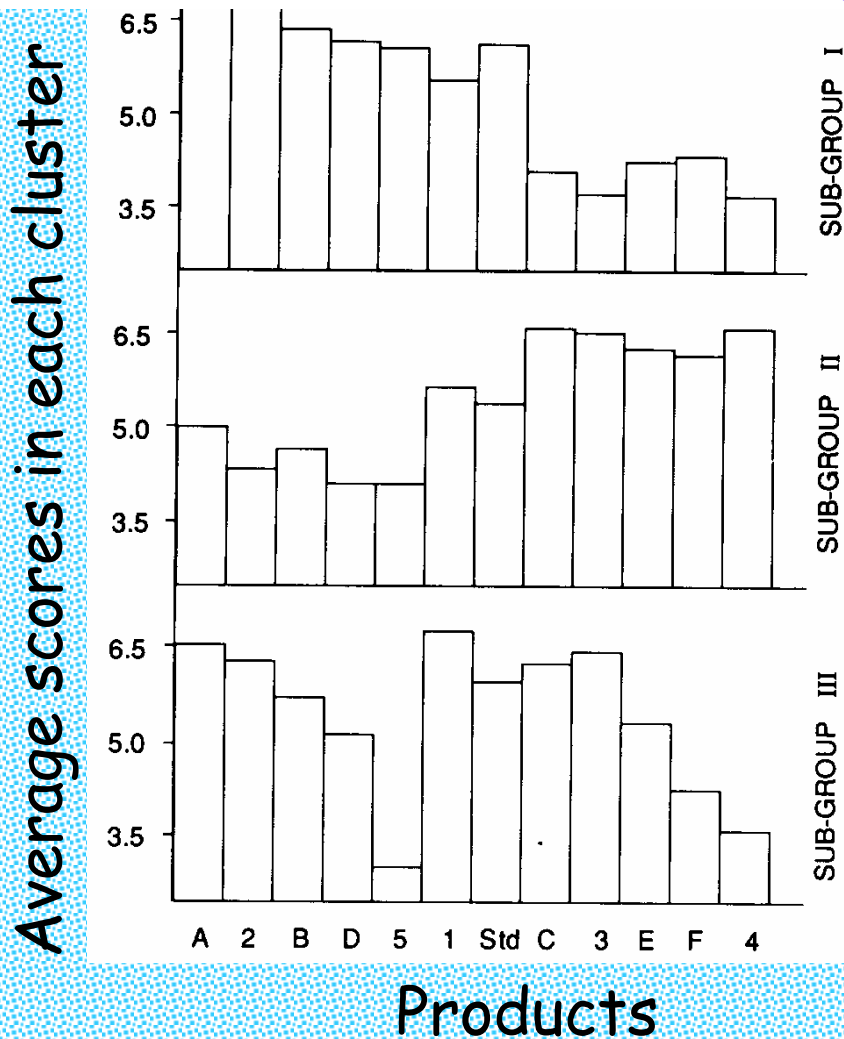 Average scores in each cluster
6.5
5.0
3.5
SUB-GROUP I
6.5
5.0
3.5
SUB-GROUP II
6.5
5.0
3.5
SUB-GROUP III
A 2 B D 5 1 Std C 3 E F 4
Products